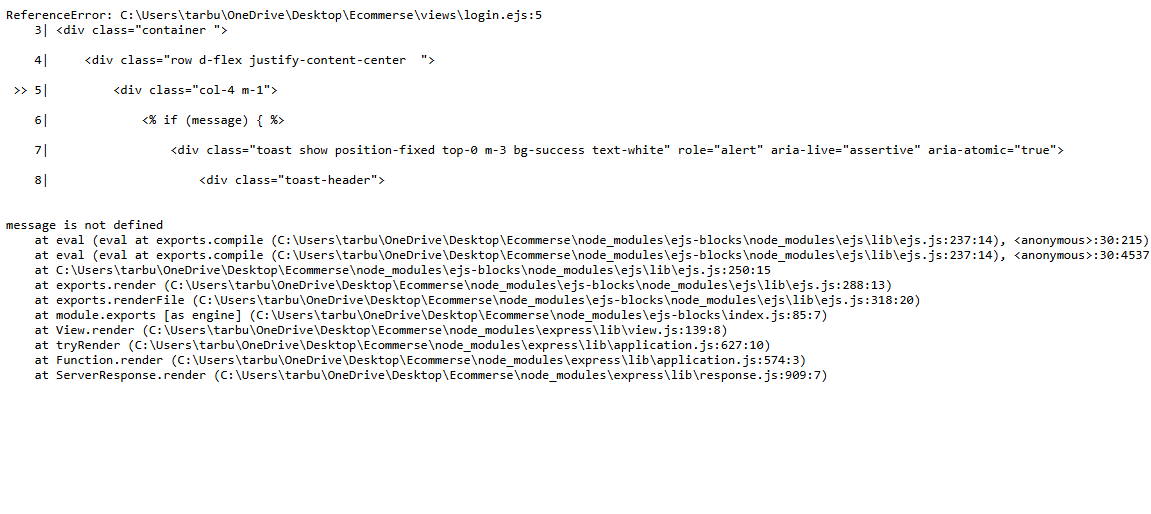 ReferenceError: C:\Users\tarbu\OneDrive\Desktop\Ecommerse\views\login.ejs:5
    3| <div class="container ">
    4|     <div class="row d-flex justify-content-center  ">
 >> 5|         <div class="col-4 m-1">
    6|             <% if (message) { %>
    7|                 <div class="toast show position-fixed top-0 m-3 bg-success text-white" role="alert" aria-live="assertive" aria-atomic="true">
    8|                     <div class="toast-header">
message is not defined
    at eval (eval at exports.compile (C:\Users\tarbu\OneDrive\Desktop\Ecommerse\node_modules\ejs-blocks\node_modules\ejs\lib\ejs.js:237:14), <anonymous>:30:215)
    at eval (eval at exports.compile (C:\Users\tarbu\OneDrive\Desktop\Ecommerse\node_modules\ejs-blocks\node_modules\ejs\lib\ejs.js:237:14), <anonymous>:30:4537
    at C:\Users\tarbu\OneDrive\Desktop\Ecommerse\node_modules\ejs-blocks\node_modules\ejs\lib\ejs.js:250:15
    at exports.render (C:\Users\tarbu\OneDrive\Desktop\Ecommerse\node_modules\ejs-blocks\node_modules\ejs\lib\ejs.js:288:13)
    at exports.renderFile (C:\Users\tarbu\OneDrive\Desktop\Ecommerse\node_modules\ejs-blocks\node_modules\ejs\lib\ejs.js:318:20)
    at module.exports [as engine] (C:\Users\tarbu\OneDrive\Desktop\Ecommerse\node_modules\ejs-blocks\index.js:85:7)
    at View.render (C:\Users\tarbu\OneDrive\Desktop\Ecommerse\node_modules\express\lib\view.js:139:8)
    at tryRender (C:\Users\tarbu\OneDrive\Desktop\Ecommerse\node_modules\express\lib\application.js:627:10)
    at Function.render (C:\Users\tarbu\OneDrive\Desktop\Ecommerse\node_modules\express\lib\application.js:574:3)
    at ServerResponse.render (C:\Users\tarbu\OneDrive\Desktop\Ecommerse\node_modules\express\lib\response.js:909:7)